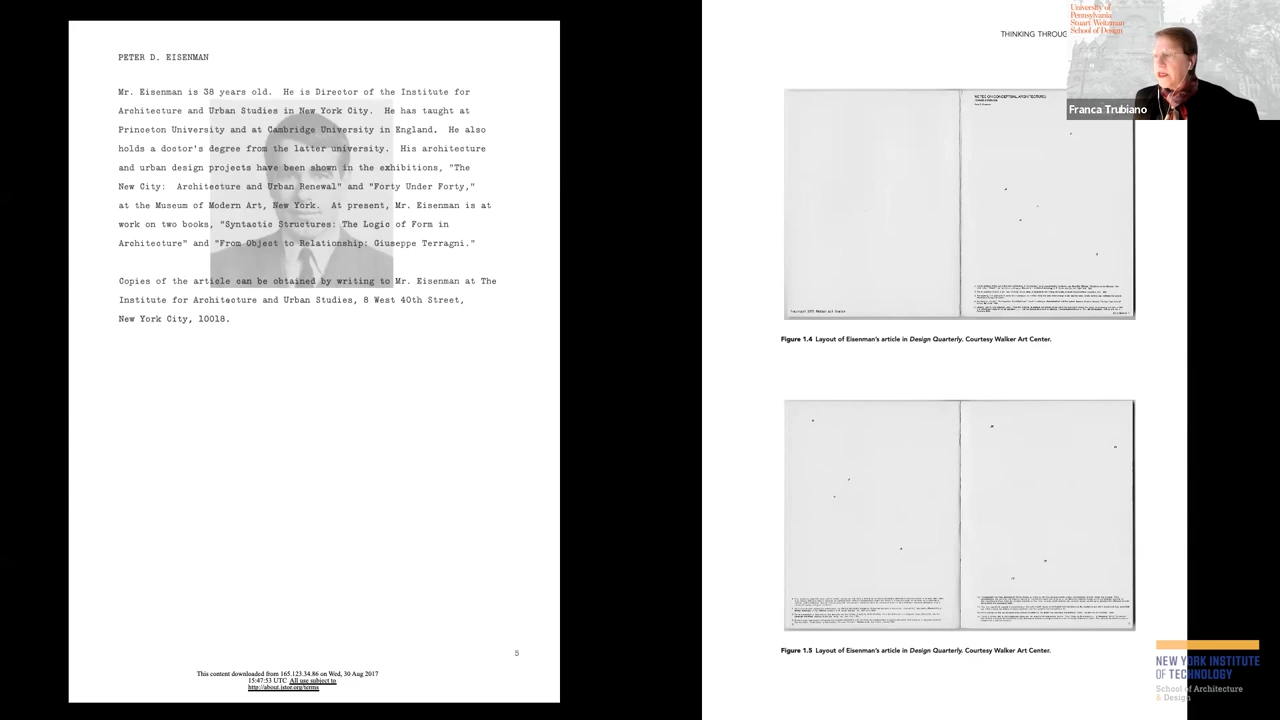 PETER D. EISENMAN
Mr. Eisenman is 38 years old. He is Director of the Institute for
Architecture and Urban Studies in New York City. He has taught at
Princeton University and at Cambridge University in England. He also
holds a doctor's degree from the latter university. His architecture
and urban design projects have been shown in the exhibitions, "The
New City: Architecture and Urban Renewal" and "Forty Under Forty,"
at the Museum of Modern Art, New York. At present, Mr. Eisenman is at
work on two books, "Syntactic Structures: The Logic of Form in
Architecture" and "From Object to Relationship: Giuseppe Terragni."
Copies of the article can be obtained by writing to Mr. Eisenman at The
Institute for Architecture and Urban Studies, 8 West 40th Street,
New York City, 10018.
5
This content downloaded from 165.123.34.86 on Wed, 30 Aug 2017
15:47:53 UTC All use subject to
http://about.jstor.org/terms
THINKING THROUG
NOTES ON CONCEPTUAL ARCHITECTURE:
Copyright 1970 Walker Art Center
Figure 1.4 Layout of Eisenman's article in Design Quarterly. Courtesy Walker Art Center.
Figure 1.5 Layout of Eisenman's article in Design Quarterly. Courtesy Walker Art Center.
University of
Pennsylvania
Stuart Weitzman
School of Design
Franca Trubiano
NEW YORK INSTITUTE
OF TECHNOLOGY
School of Architecture
& Design